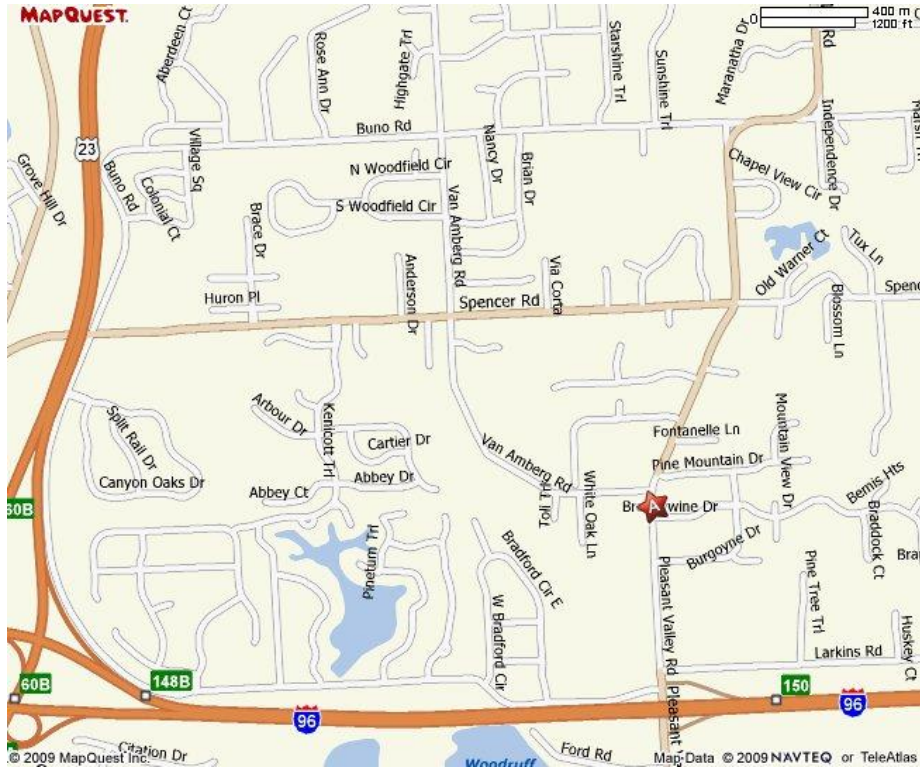 MAPQUEST.
0 400 m
1200 ft
Aberdeen Ct
Rose Ann Dr
Highgate Trl
Starshine Trl
Sunshine Trl
Maranatha Dr
Rd
Independence Dr
Buno Rd
Village Sq
23
Buno Rd
Colonial Ct
Grove Hill Dr
N Woodfield Cir
Nancy Dr
Brian Dr
Chapel View Cir
S Woodfield Cir
Van Amberg Rd
Brace Dr
Anderson Dr
Via Corta
Old Warner Ct
Tux Ln
Huron Pl
Spencer Rd
Blossom Ln
Split Rail Dr
Arbour Dr
Kenicott Trl
Cartier Dr
Fontanelle Ln
Mountain View Dr
Canyon Oaks Dr
Abbey Dr
Van Amberg Rd
Pine Mountain Dr
Abbey Ct
Toll Trl
White Oak Ln
Bemis Hts
60B
A
wine Dr
Pineturn Trl
Bradford Cir E
Burgoyne Dr
Braddock Ct
W Bradford Cir
Pleasant Valley Rd
Pine Tree Trl
Huskey Ct
Larkins Rd
60B
148B
150
96
96
Pleasant
Citation Dr
Woodruff
Ford Rd
© 2009 MapQuest Inc.
Map Data © 2009 NAVTEQ or TeleAtlas